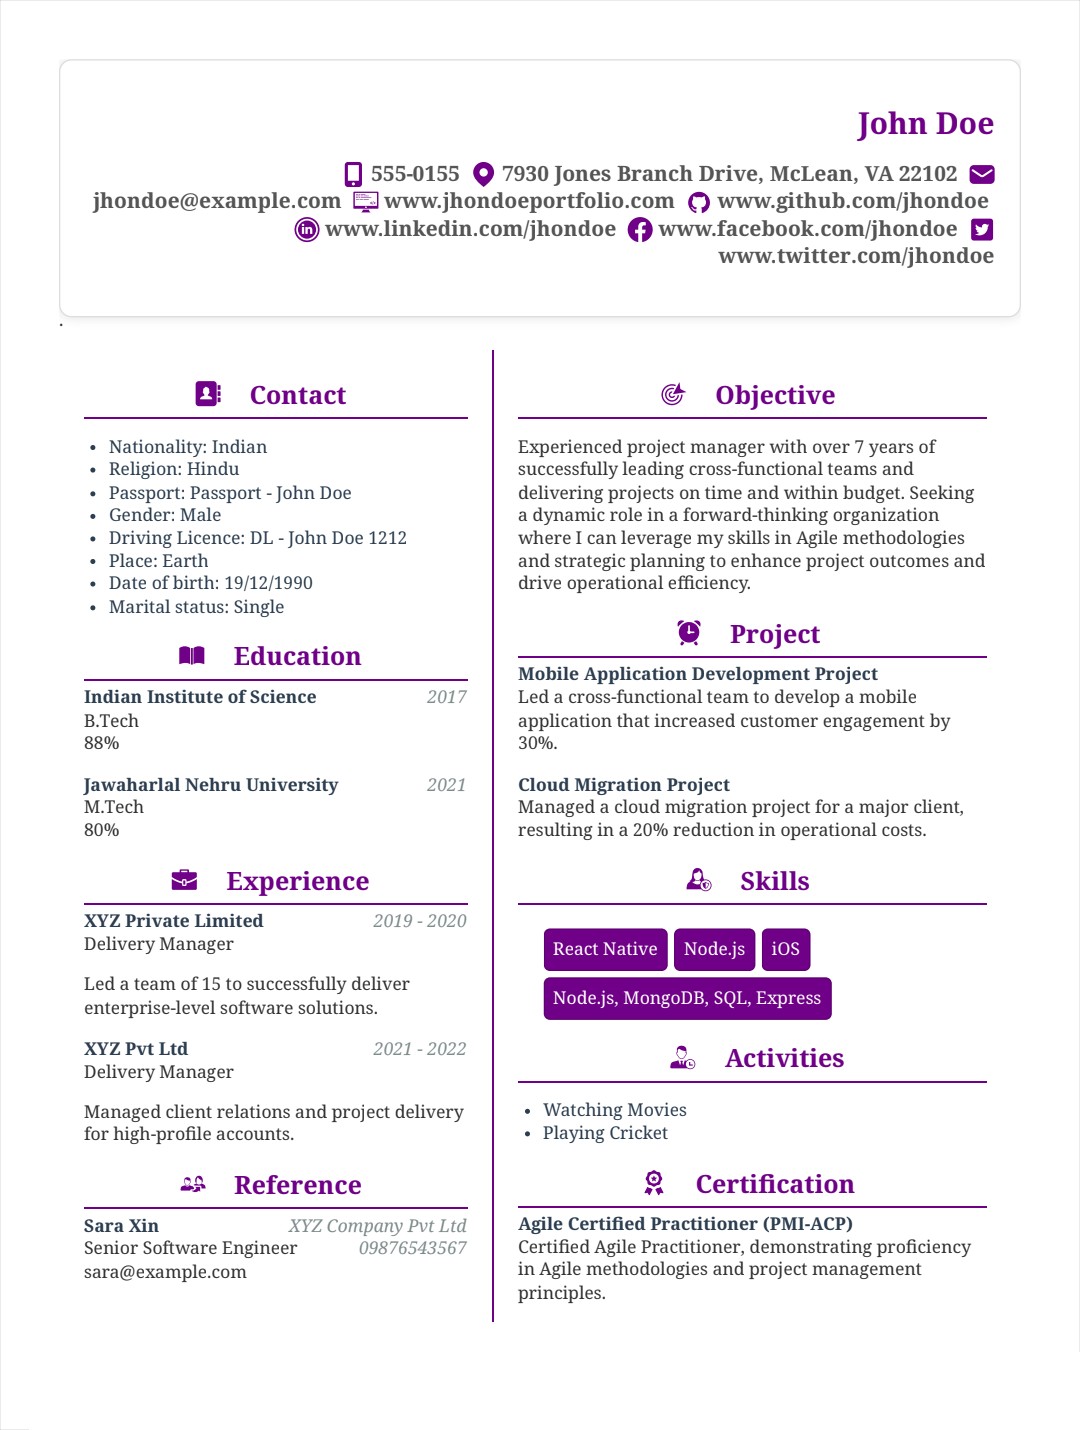 John Doe
555-0155 7930 Jones Branch Drive, McLean, VA 22102
jhondoe@example.com www.jhondoeportfolio.com www.github.com/jhondoe
www.linkedin.com/jhondoe www.facebook.com/jhondoe
www.twitter.com/jhondoe
.
Contact
• Nationality: Indian
• Religion: Hindu
• Passport: Passport - John Doe
• Gender: Male
• Driving Licence: DL - John Doe 1212
• Place: Earth
• Date of birth: 19/12/1990
• Marital status: Single
Education
Indian Institute of Science 2017
B.Tech
88%
Jawaharlal Nehru University 2021
M.Tech
80%
Experience
XYZ Private Limited 2019 - 2020
Delivery Manager
Led a team of 15 to successfully deliver
enterprise-level software solutions.
XYZ Pvt Ltd 2021 - 2022
Delivery Manager
Managed client relations and project delivery
for high-profile accounts.
Reference
Sara Xin XYZ Company Pvt Ltd
Senior Software Engineer 09876543567
sara@example.com
Objective
Experienced project manager with over 7 years of
successfully leading cross-functional teams and
delivering projects on time and within budget. Seeking
a dynamic role in a forward-thinking organization
where I can leverage my skills in Agile methodologies
and strategic planning to enhance project outcomes and
drive operational efficiency.
Project
Mobile Application Development Project
Led a cross-functional team to develop a mobile
application that increased customer engagement by
30%.
Cloud Migration Project
Managed a cloud migration project for a major client,
resulting in a 20% reduction in operational costs.
Skills
React Native Node.js iOS
Node.js, MongoDB, SQL, Express
Activities
• Watching Movies
• Playing Cricket
Certification
Agile Certified Practitioner (PMI-ACP)
Certified Agile Practitioner, demonstrating proficiency
in Agile methodologies and project management
principles.